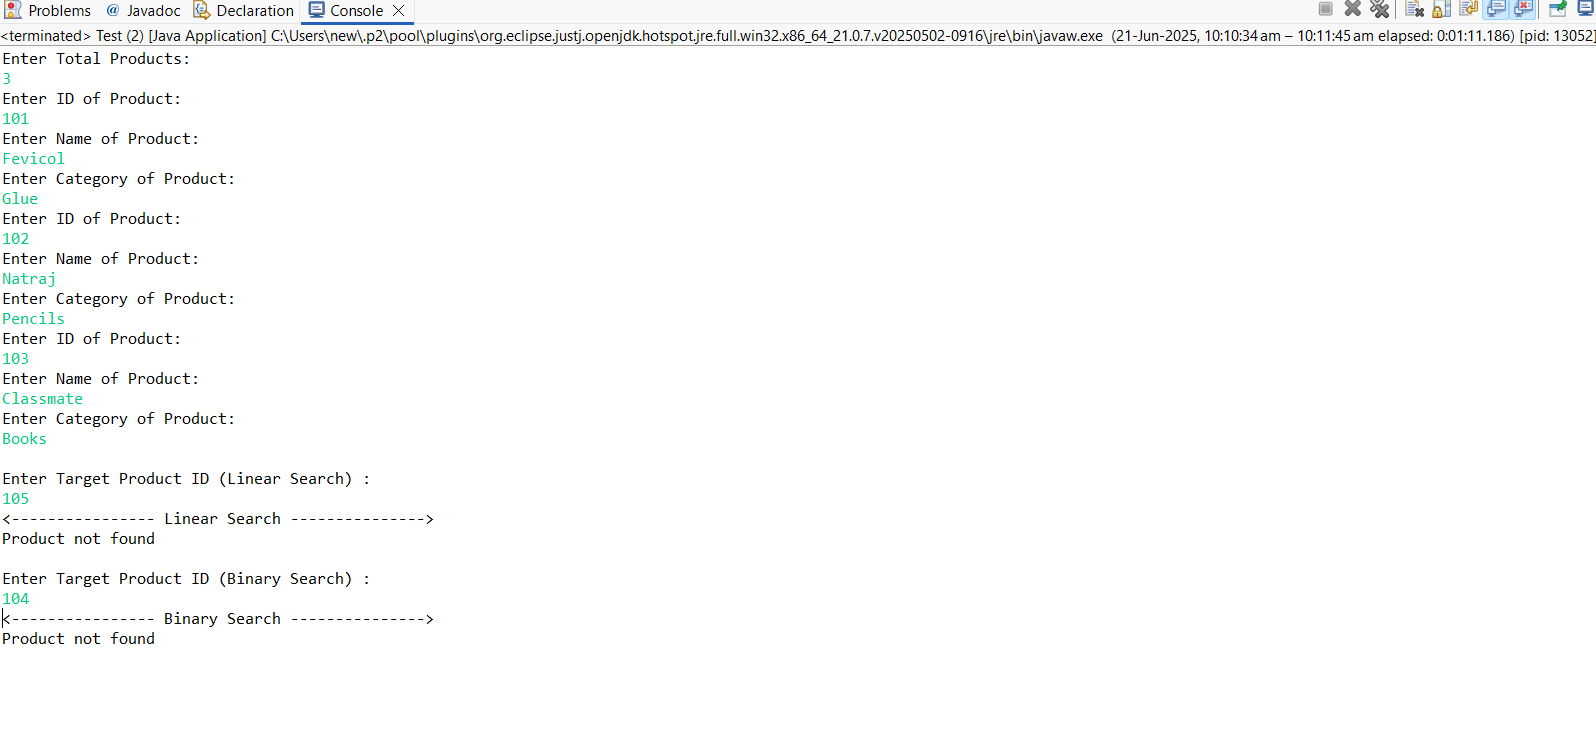 Problems @ Javadoc Declaration Console
<terminated> Test (2) [Java Application] C:\Users\new\.p2\pool\plugins\org.eclipse.justj.openjdk.hotspot.jre.full.win32.x86_64_21.0.7.v20250502-0916\jre\bin\javaw.exe (21-Jun-2025, 10:10:34 am – 10:11:45 am elapsed: 0:01:11.186) [pid: 13052]
Enter Total Products:
3
Enter ID of Product:
101
Enter Name of Product:
Fevicol
Enter Category of Product:
Glue
Enter ID of Product:
102
Enter Name of Product:
Natraj
Enter Category of Product:
Pencils
Enter ID of Product:
103
Enter Name of Product:
Classmate
Enter Category of Product:
Books
Enter Target Product ID (Linear Search) :
105
<---------------- Linear Search --------------->
Product not found
Enter Target Product ID (Binary Search) :
104
<---------------- Binary Search --------------->
Product not found